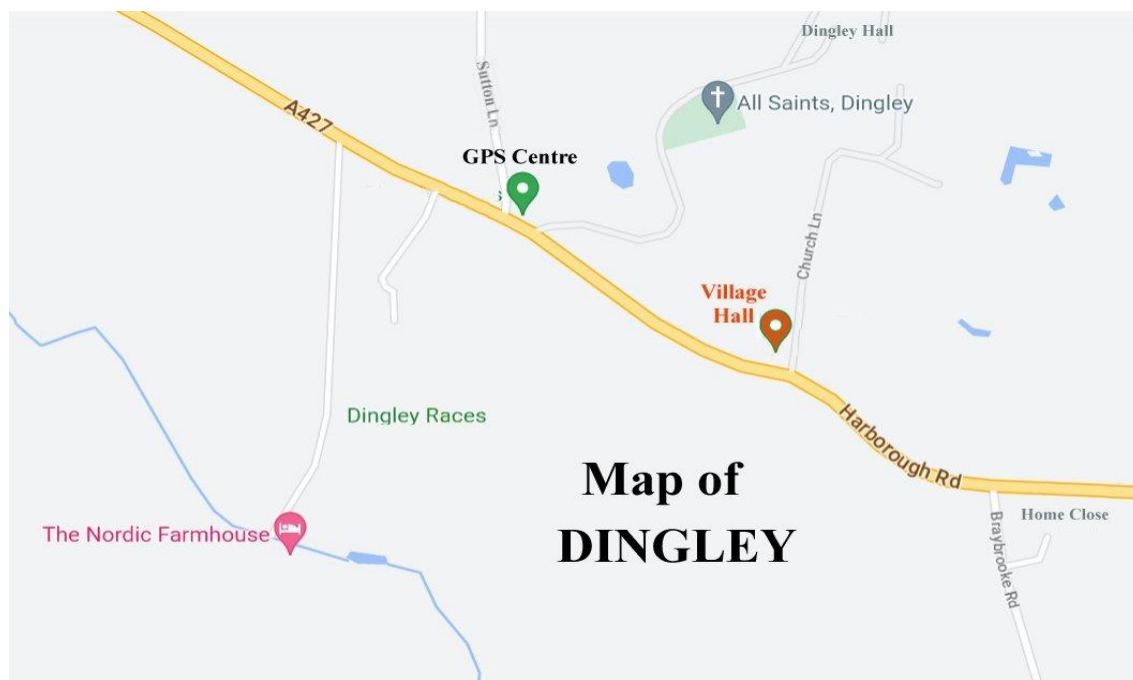 Dingley Hall
A427
Sutton Ln
All Saints, Dingley
GPS Centre
s
Church Ln
Village
Hall
Dingley Races
Harborough Rd
Map of
DINGLEY
The Nordic Farmhouse
Home Close
Braybrooke Rd